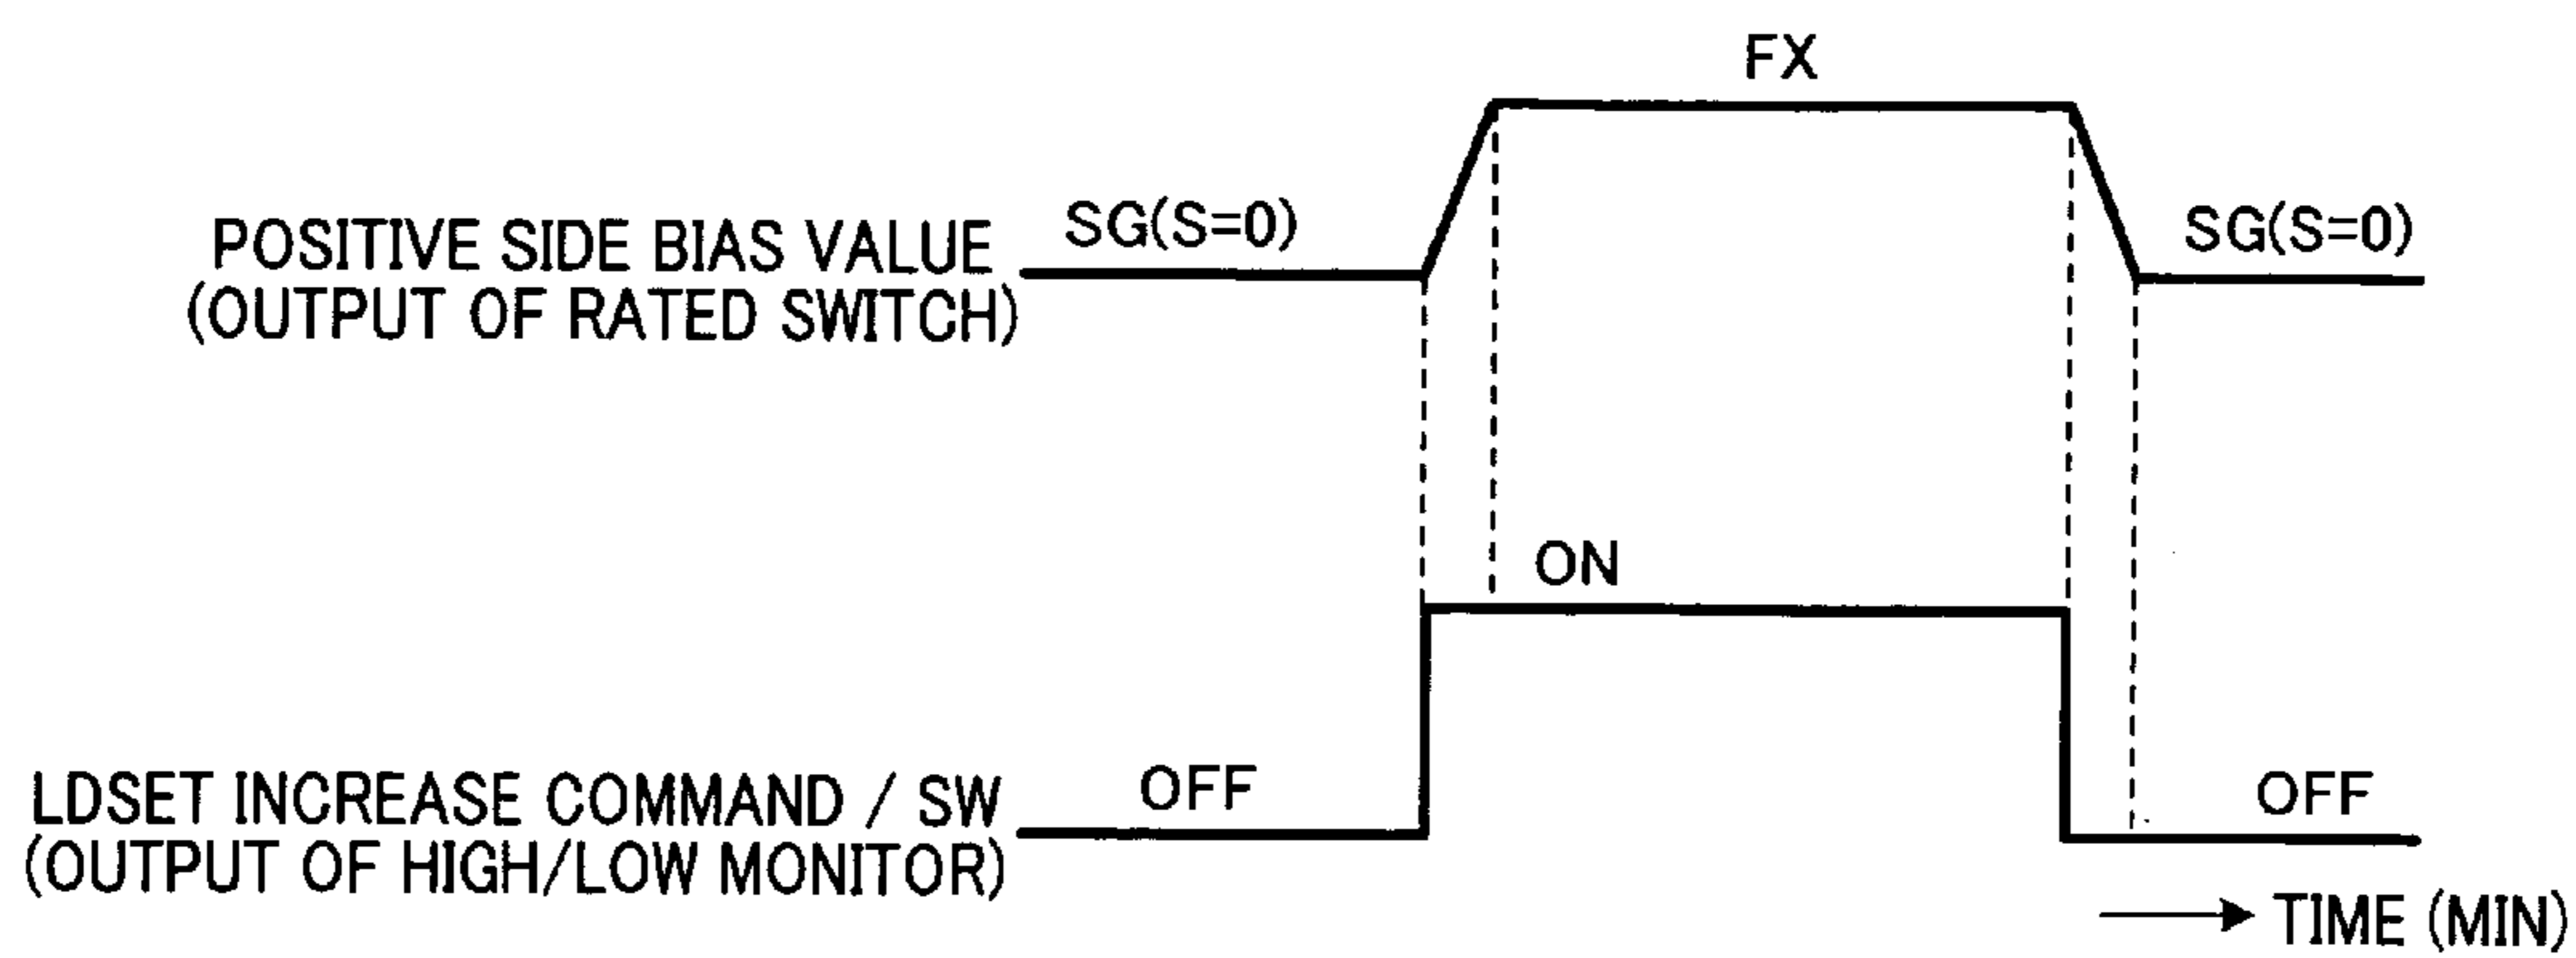 FX
SG(S=0)
SG(S=0)
POSITIVE SIDE BIAS VALUE
(OUTPUT OF RATED SWITCH)
ON
OFF
OFF
LDSET INCREASE COMMAND / SW
(OUTPUT OF HIGH/LOW MONITOR)
TIME (MIN)